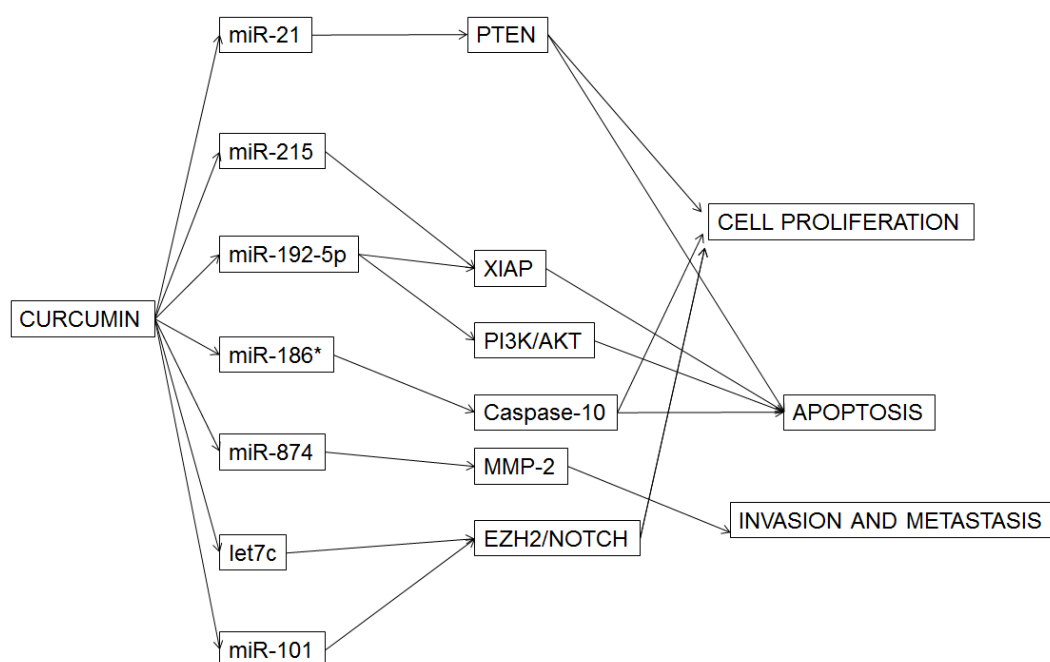 miR-21
PTEN
miR-215
CELL PROLIFERATION
miR-192-5p
XIAP
CURCUMIN
PI3K/AKT
miR-186*
Caspase-10
APOPTOSIS
miR-874
MMP-2
INVASION AND METASTASIS
let7c
EZH2/NOTCH
miR-101